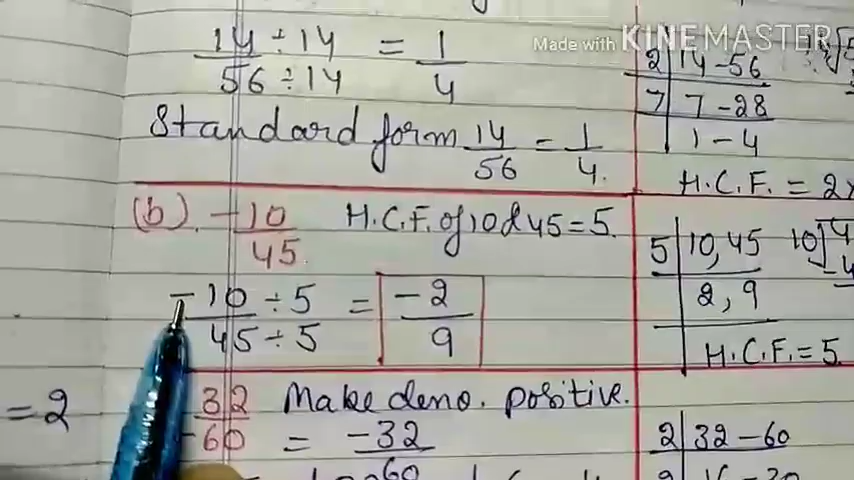 Made with KINEMASTER
14 ÷ 14 / 56 ÷ 14 = 1/4
2 | 14 - 56
7 | 7 - 28
1 - 4
Standard form 14/56 = 1/4.
H.C.F. = 2×
(b). -10/45 H.C.F. of 10 & 45 = 5.
5 | 10, 45
2, 9
H.C.F. = 5
-10 ÷ 5 / 45 ÷ 5 = -2/9
= 2
32/-60 Make deno. positive.
= -32/60
2 | 32 - 60